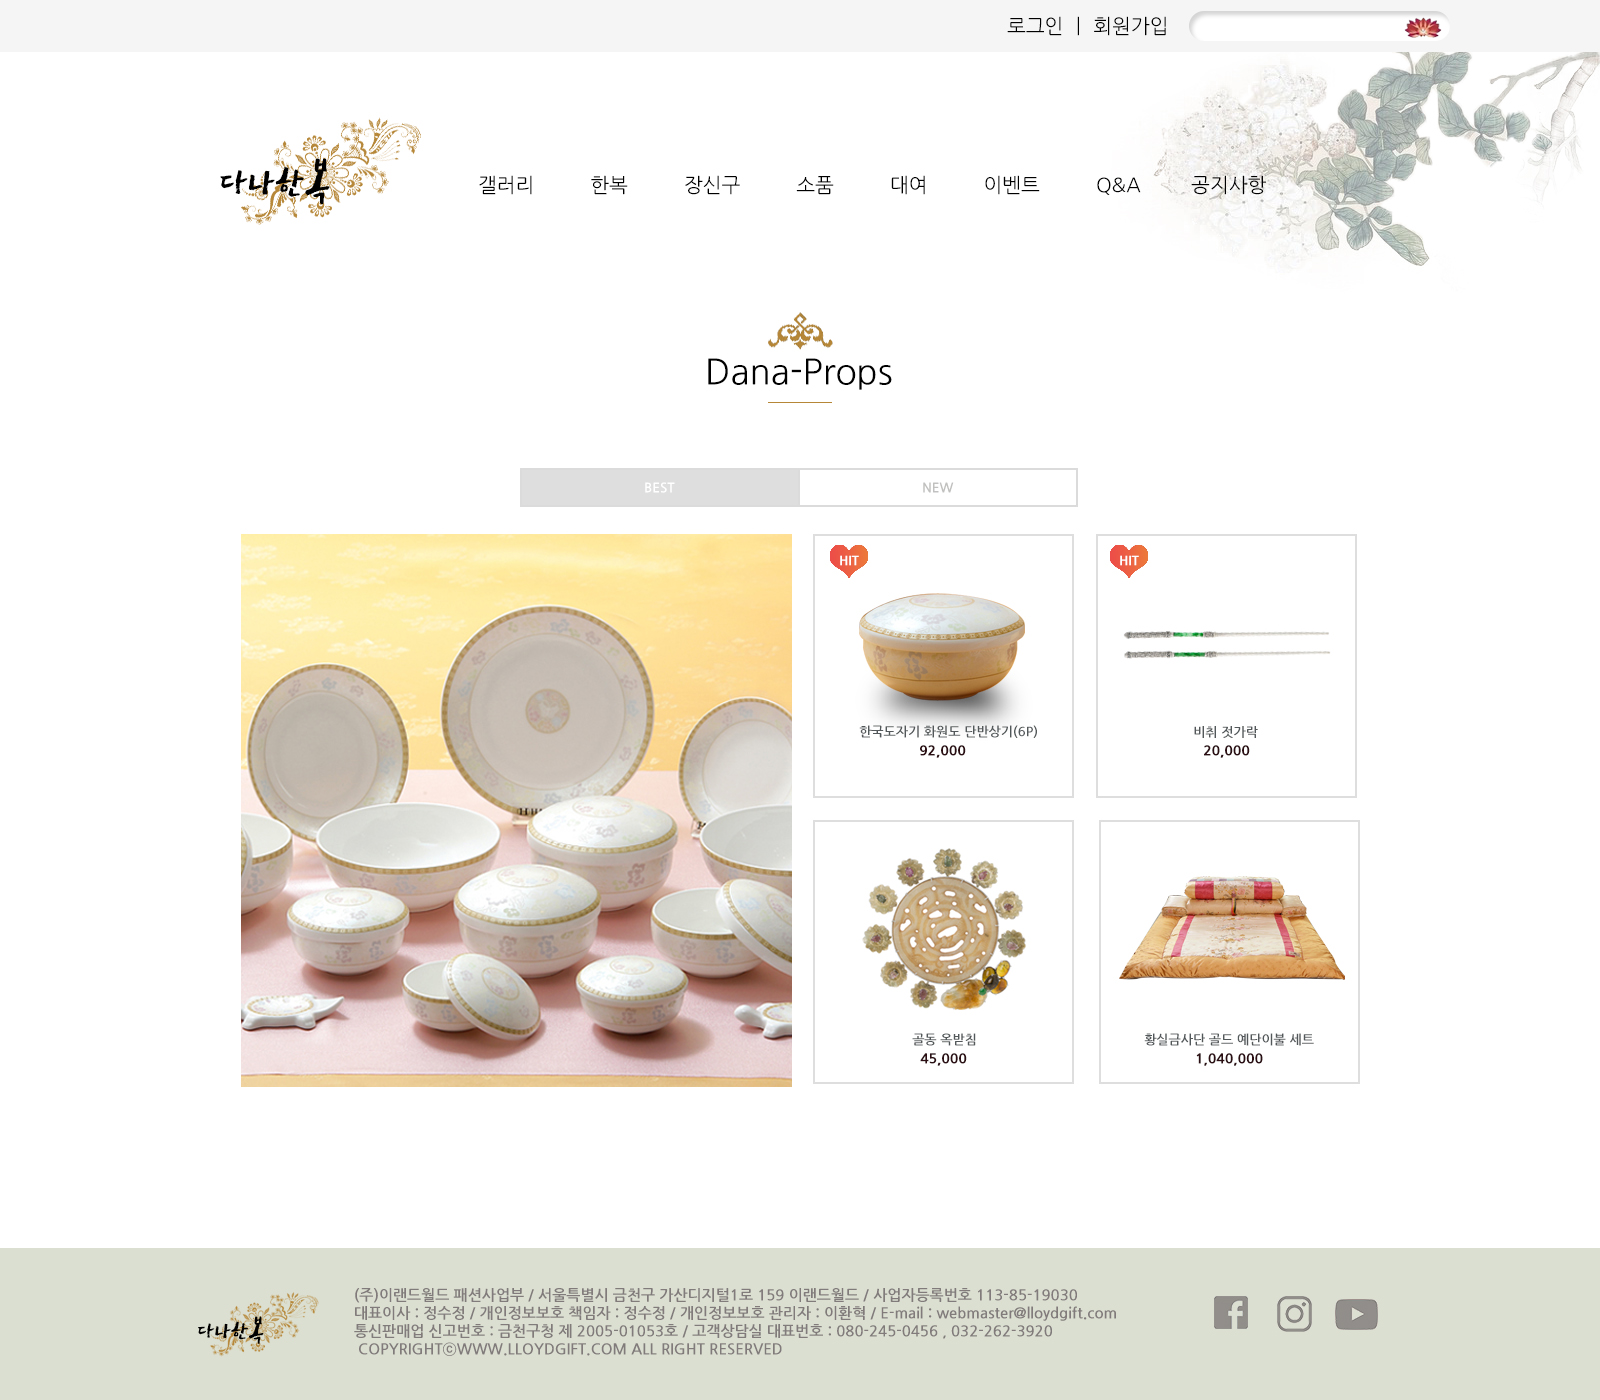 로그인 | 회원가입
다나한복
갤러리 한복 장신구 소품 대여 이벤트 Q&A 공지사항
Dana-Props
BEST NEW
HIT
한국도자기 화원도 단반상기(6P)
92,000
HIT
비취 젓가락
20,000
골동 옥받침
45,000
황실금사단 골드 예단이불 세트
1,040,000
다나한복
(주)이랜드월드 패션사업부 / 서울특별시 금천구 가산디지털1로 159 이랜드월드 / 사업자등록번호 113-85-19030
대표이사 : 정수정 / 개인정보보호 책임자 : 정수정 / 개인정보보호 관리자 : 이환혁 / E-mail : webmaster@lloydgift.com
통신판매업 신고번호 : 금천구청 제 2005-01053호 / 고객상담실 대표번호 : 080-245-0456 , 032-262-3920
COPYRIGHTⓒWWW.LLOYDGIFT.COM ALL RIGHT RESERVED